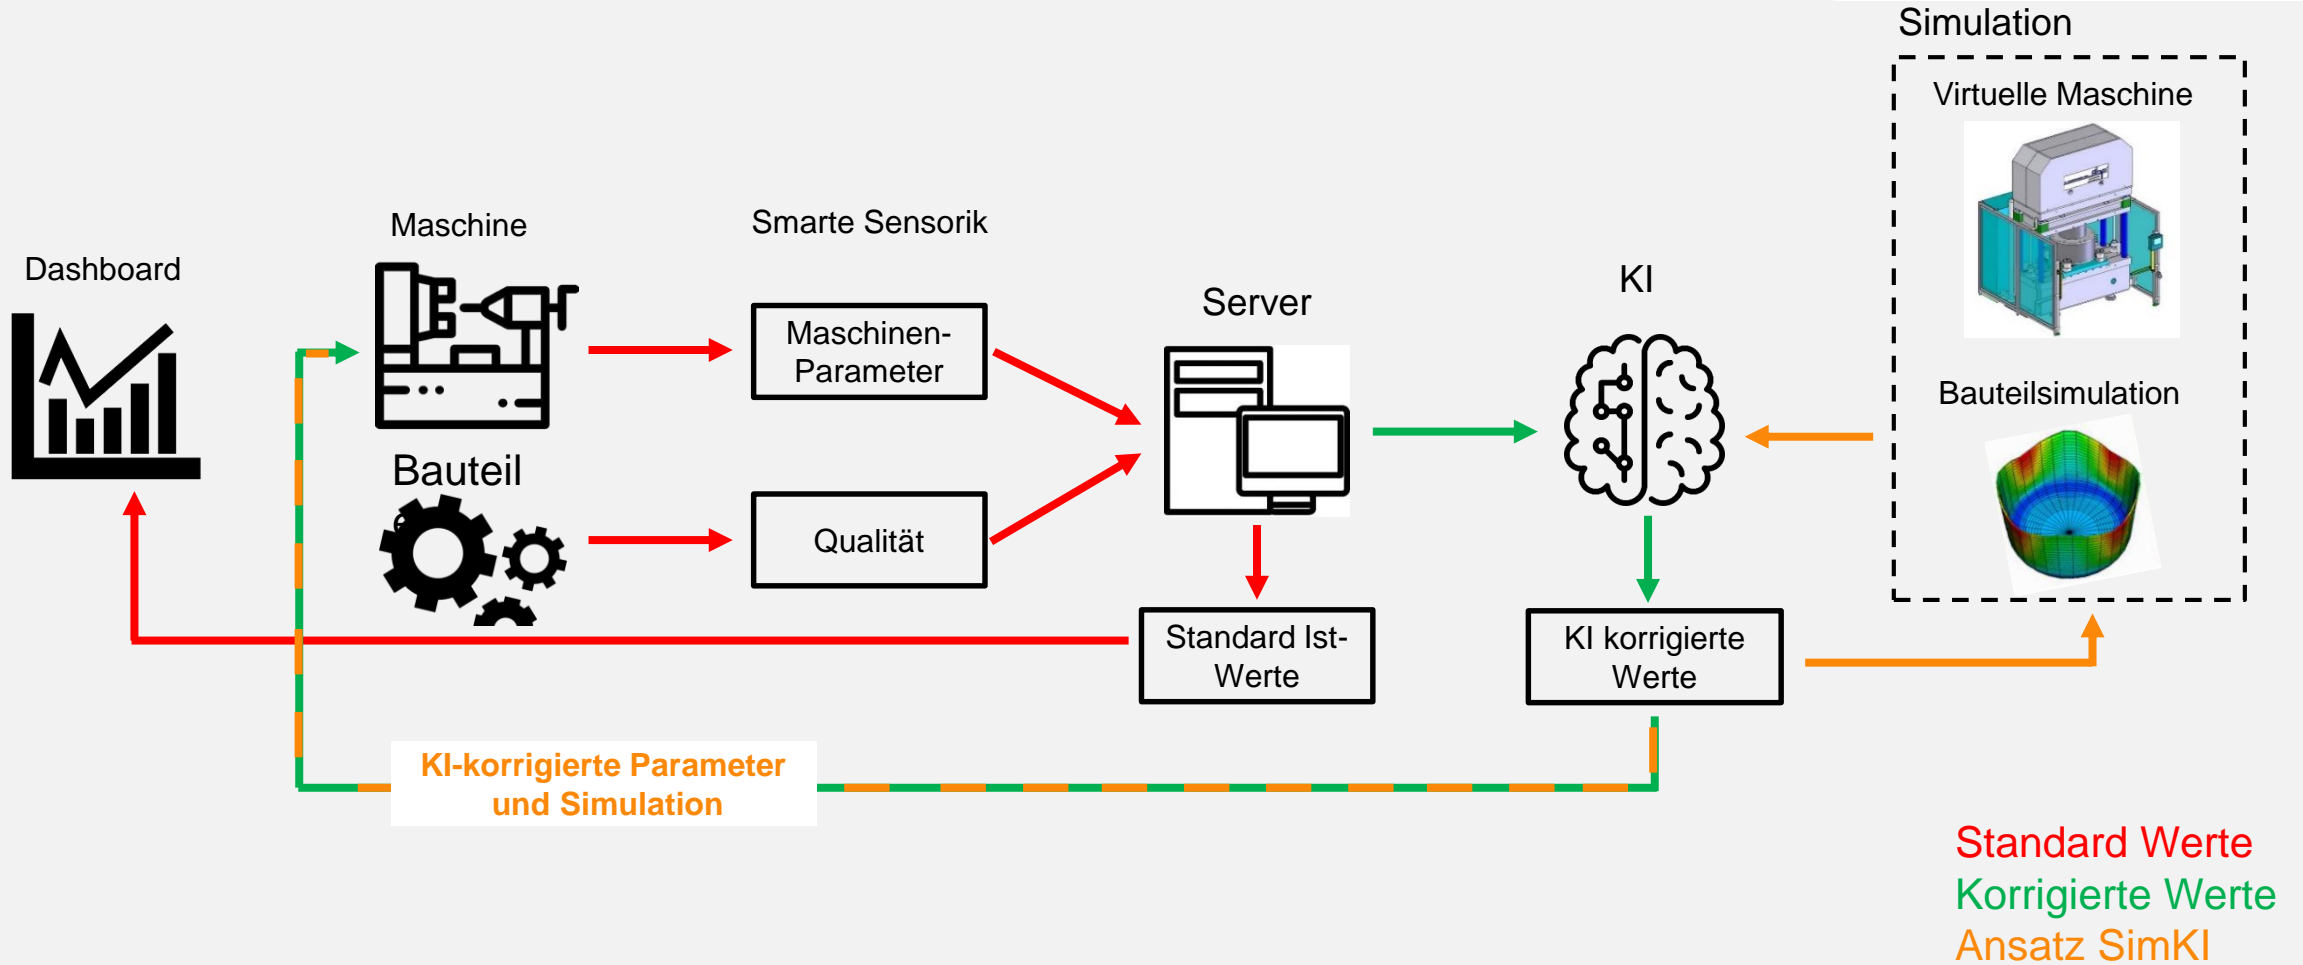 Simulation
Virtuelle Maschine
Maschine
Smarte Sensorik
Dashboard
Server
KI
Maschinen-
Parameter
Bauteilsimulation
Bauteil
Qualität
Standard Ist-
Werte
KI korrigierte
Werte
KI-korrigierte Parameter
und Simulation
Standard Werte
Korrigierte Werte
Ansatz SimKI